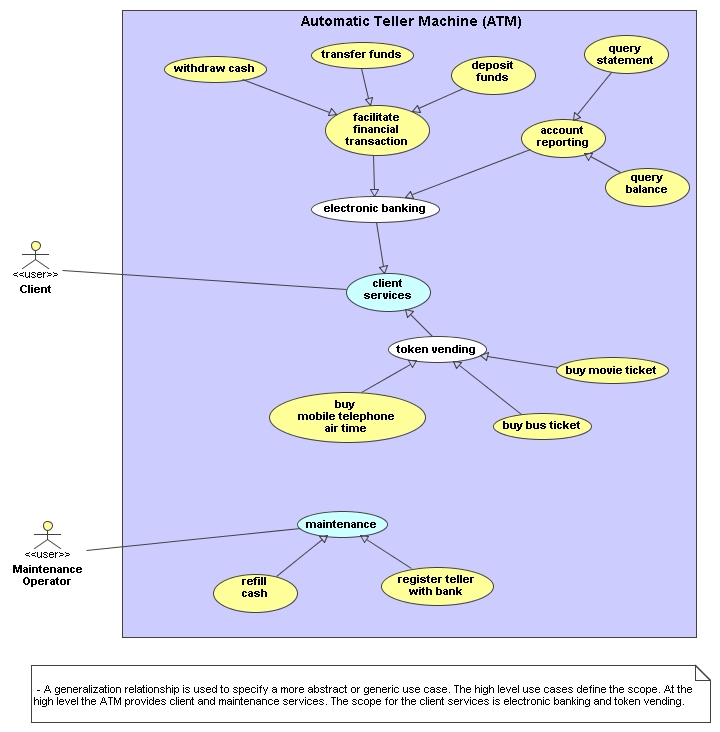 Automatic Teller Machine (ATM)
withdraw cash
transfer funds
deposit
funds
query
statement
facilitate
financial
transaction
account
reporting
query
balance
electronic banking
<<user>>
Client
client
services
token vending
buy movie ticket
buy
mobile telephone
air time
buy bus ticket
<<user>>
Maintenance
Operator
maintenance
refill
cash
register teller
with bank
- A generalization relationship is used to specify a more abstract or generic use case. The high level use cases define the scope. At the
high level the ATM provides client and maintenance services. The scope for the client services is electronic banking and token vending.